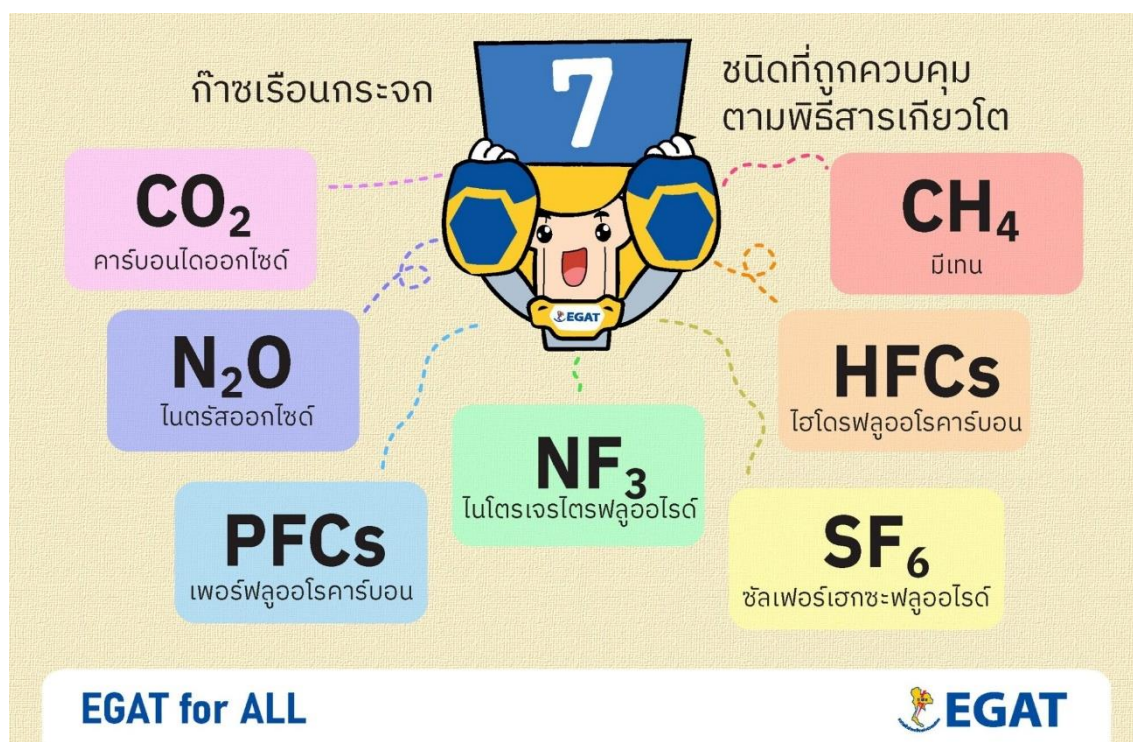 ก๊าซเรือนกระจก
7
ชนิดที่ถูกควบคุม
ตามพิธีสารเกียวโต
CO₂
คาร์บอนไดออกไซด์
CH₄
มีเทน
N₂O
ไนตรัสออกไซด์
EGAT
HFCs
ไฮโดรฟลูออโรคาร์บอน
NF₃
ไนโตรเจรไตรฟลูออไรด์
PFCs
เพอร์ฟลูออโรคาร์บอน
SF₆
ซัลเฟอร์เฮกซะฟลูออไรด์
EGAT for ALL
EGAT